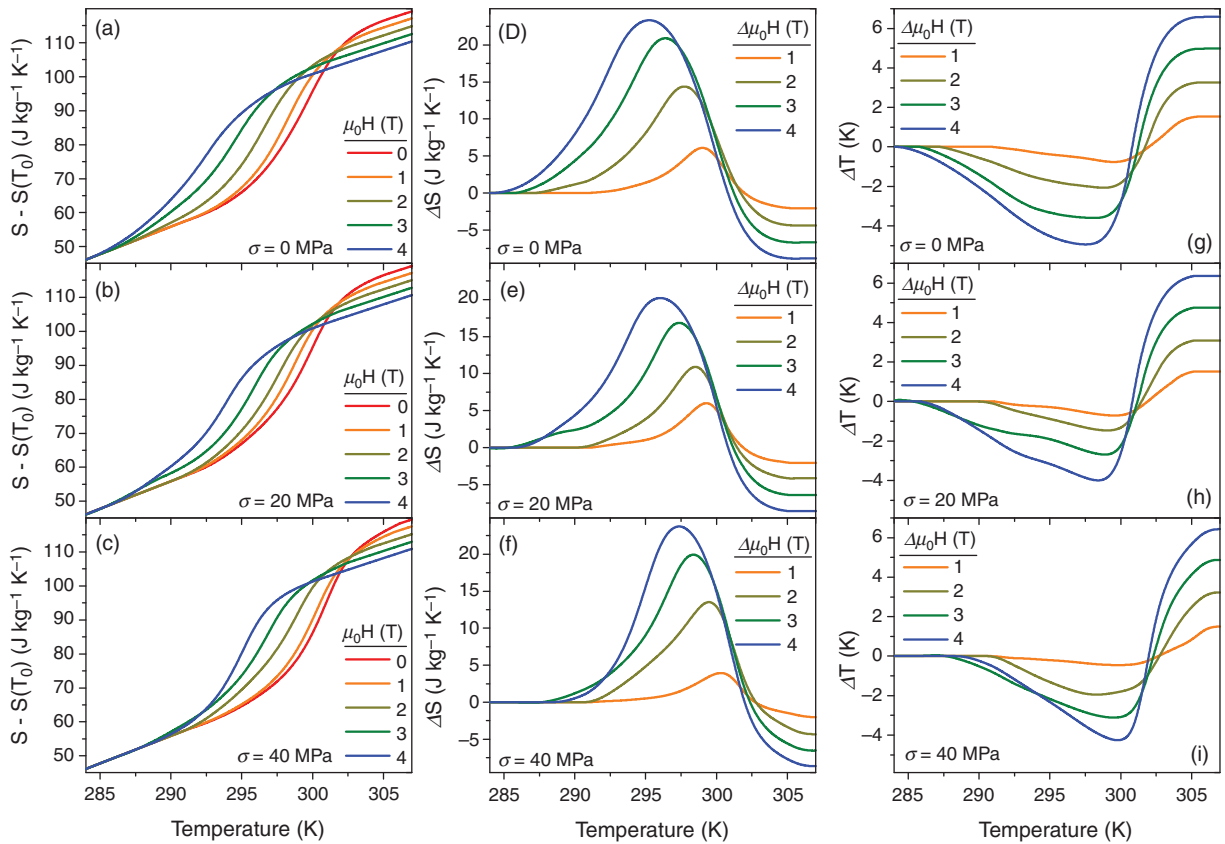 (a)
S - S(T₀) (J kg⁻¹ K⁻¹)
110
100
90
80
70
60
50
μ₀H (T)
0
1
2
3
4
σ = 0 MPa
(b)
S - S(T₀) (J kg⁻¹ K⁻¹)
110
100
90
80
70
60
50
μ₀H (T)
0
1
2
3
4
σ = 20 MPa
(c)
S - S(T₀) (J kg⁻¹ K⁻¹)
110
100
90
80
70
60
50
μ₀H (T)
0
1
2
3
4
σ = 40 MPa
285 290 295 300 305
Temperature (K)
(D)
ΔS (J kg⁻¹ K⁻¹)
20
15
10
5
0
−5
Δμ₀H (T)
1
2
3
4
σ = 0 MPa
(e)
ΔS (J kg⁻¹ K⁻¹)
20
15
10
5
0
−5
Δμ₀H (T)
1
2
3
4
σ = 20 MPa
(f)
ΔS (J kg⁻¹ K⁻¹)
20
15
10
5
0
−5
Δμ₀H (T)
1
2
3
4
σ = 40 MPa
285 290 295 300 305
Temperature (K)
Δμ₀H (T)
1
2
3
4
ΔT (K)
6
4
2
0
−2
−4
(g)
σ = 0 MPa
Δμ₀H (T)
1
2
3
4
ΔT (K)
6
4
2
0
−2
−4
(h)
σ = 20 MPa
Δμ₀H (T)
1
2
3
4
ΔT (K)
6
4
2
0
−2
−4
(i)
σ = 40 MPa
285 290 295 300 305
Temperature (K)